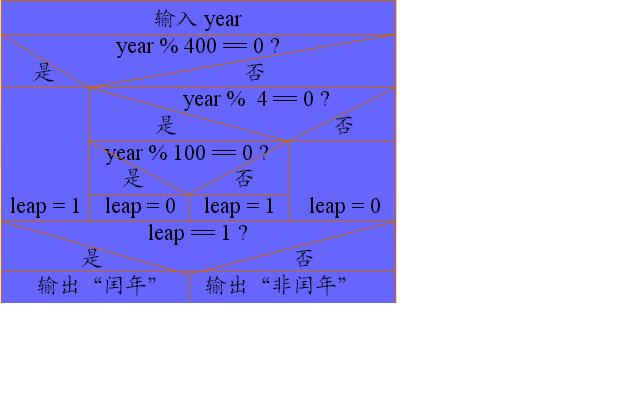 输入 year
year % 400 == 0 ?
是 否
year % 4 == 0 ?
是 否
year % 100 == 0 ?
是 否
leap = 1 leap = 0 leap = 1 leap = 0
leap == 1 ?
是 否
输出“闰年” 输出“非闰年”